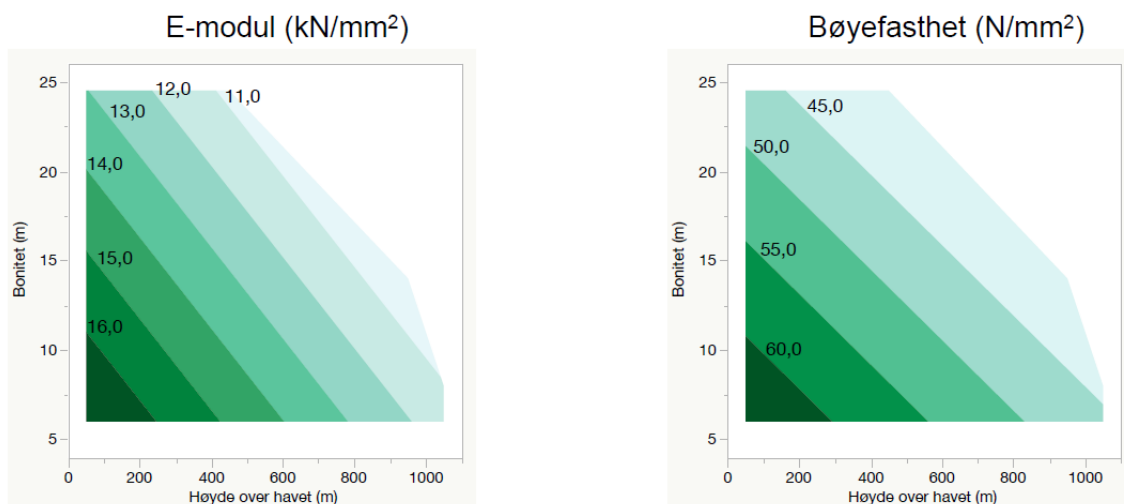 E-modul (kN/mm²)
25
20
15
10
5
Bonitet (m)
12,0
11,0
13,0
14,0
15,0
16,0
0 200 400 600 800 1000
Høyde over havet (m)
Bøyefasthet (N/mm²)
25
20
15
10
5
Bonitet (m)
45,0
50,0
55,0
60,0
0 200 400 600 800 1000
Høyde over havet (m)